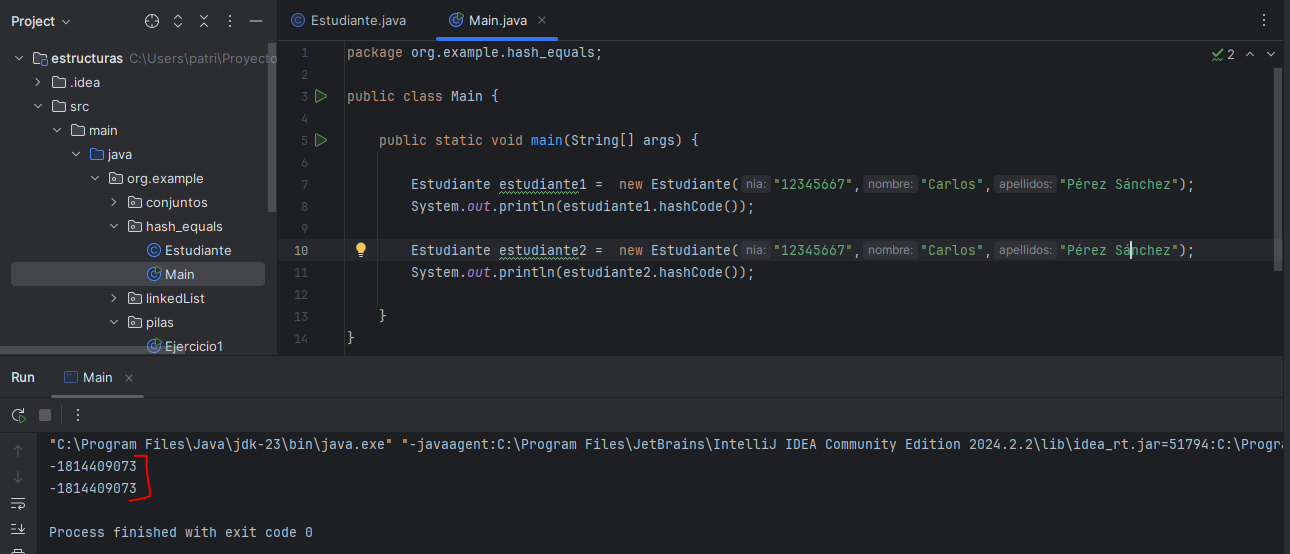 Project
estructuras C:\Users\patri\Proyecto
.idea
src
main
java
org.example
conjuntos
hash_equals
Estudiante
Main
linkedList
pilas
Ejercicio1
Estudiante.java Main.java
2
1 package org.example.hash_equals;
2
3 public class Main {
4
5 public static void main(String[] args) {
6
7 Estudiante estudiante1 = new Estudiante( nia: "12345667", nombre: "Carlos", apellidos: "Pérez Sánchez");
8 System.out.println(estudiante1.hashCode());
9
10 Estudiante estudiante2 = new Estudiante( nia: "12345667", nombre: "Carlos", apellidos: "Pérez Sánchez");
11 System.out.println(estudiante2.hashCode());
12
13 }
14 }
Run Main
"C:\Program Files\Java\jdk-23\bin\java.exe" "-javaagent:C:\Program Files\JetBrains\IntelliJ IDEA Community Edition 2024.2.2\lib\idea_rt.jar=51794:C:\Progra
-1814409073
-1814409073
Process finished with exit code 0